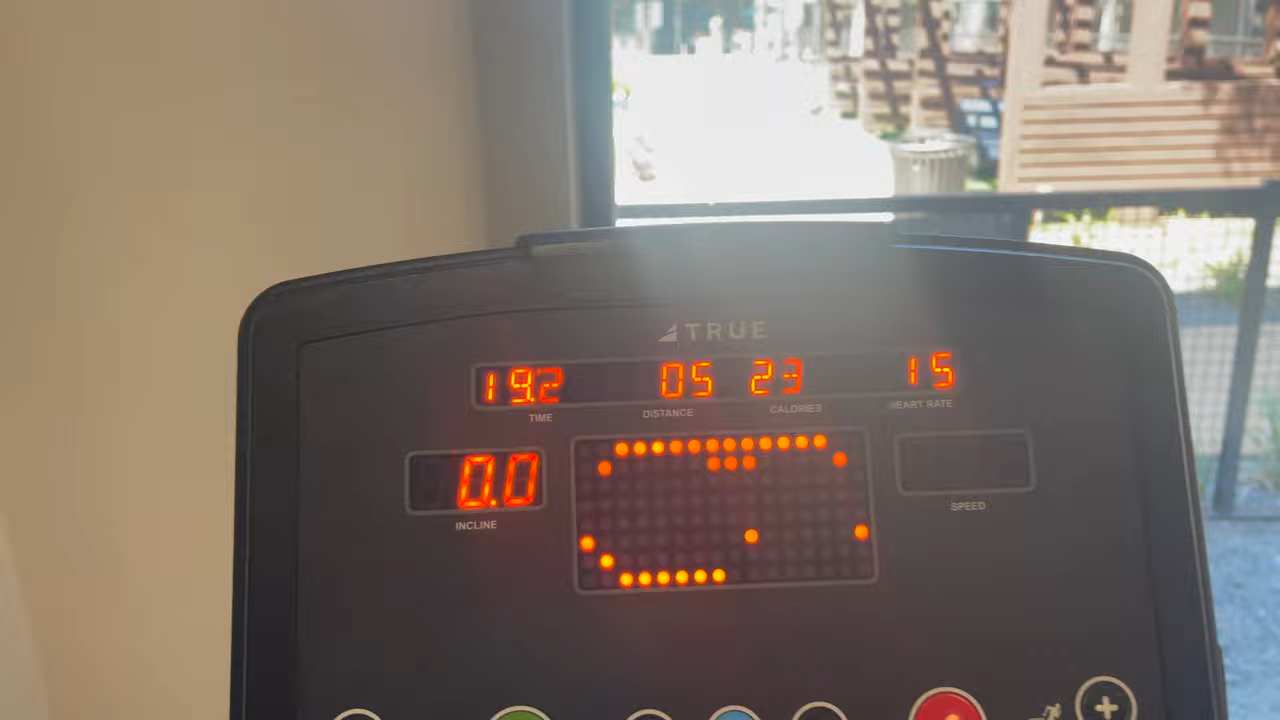 TRUE
19.2 05 23 15
TIME DISTANCE CALORIES HEART RATE
0.0
INCLINE SPEED
+